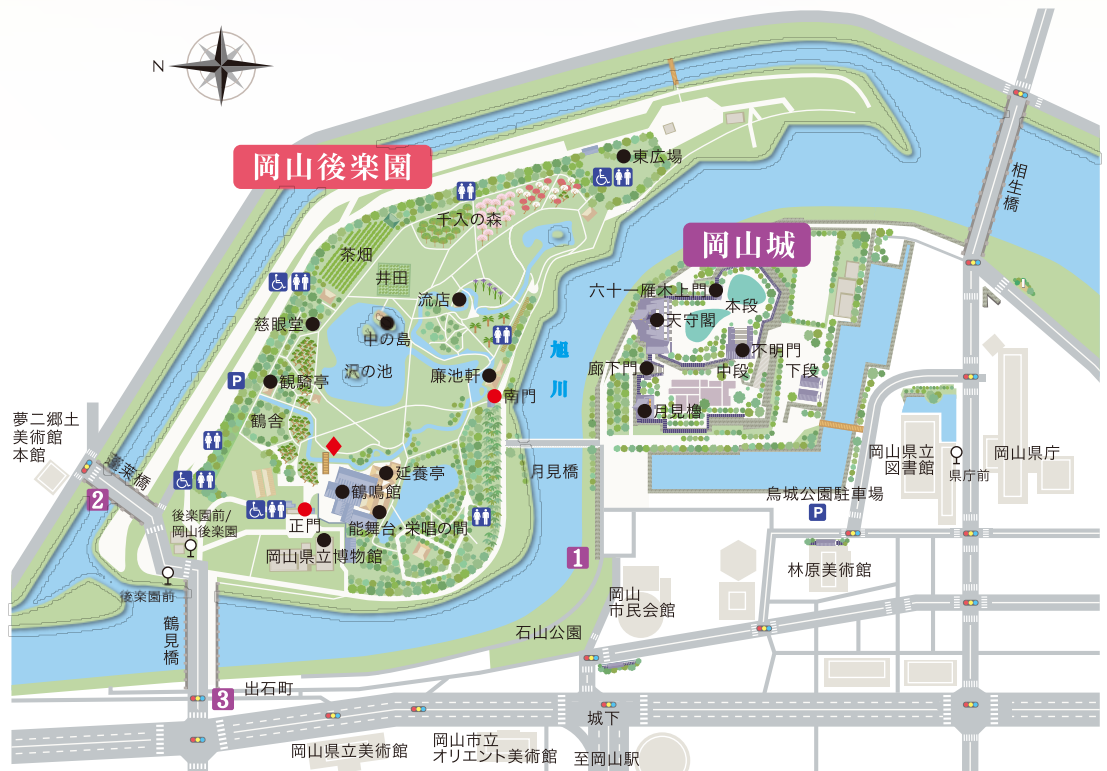 N
岡山後楽園
東広場
千入の森
茶畑
井田
流店
慈眼堂
中の島
沢の池
廉池軒
観騎亭
P
南門
鶴舎
延養亭
鶴鳴館
正門
能舞台・栄唱の間
岡山県立博物館
岡山城
六十一雁木上門
本段
天守閣
不明門
廊下門
中段
下段
月見櫓
旭
川
月見橋
相生橋
夢二郷土
美術館
本館
蓬莱橋
2
後楽園前/
岡山後楽園
後楽園前
鶴見橋
3
出石町
1
石山公園
岡山
市民会館
烏城公園駐車場
P
林原美術館
岡山県立
図書館
県庁前
岡山県庁
城下
岡山県立美術館
岡山市立
オリエント美術館
至岡山駅